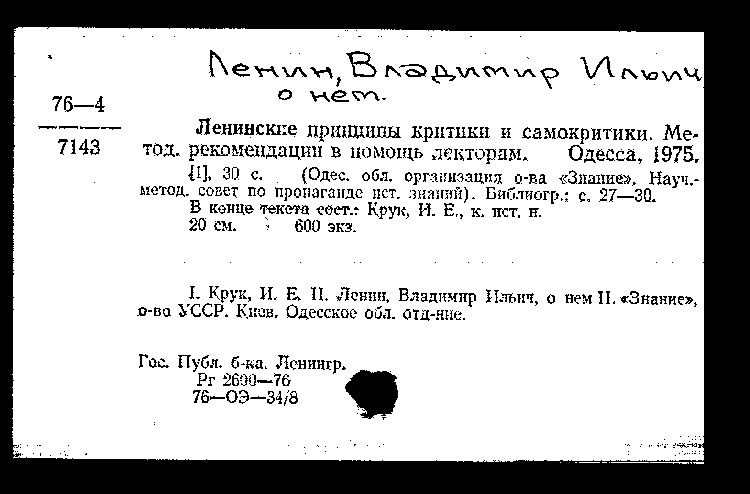 Ленин, Владимир Ильич
о нем.
76—4
7143
Ленинские принципы критики и самокритики. Ме-
тод. рекомендации в помощь лекторам. Одесса, 1975.
[1], 30 с. (Одес. обл. организация о-ва «Знание». Науч.-
метод. совет по пропаганде ист. знаний). Библиогр.: с. 27—30.
В конце текста сост.: Крук, И. Е., к. ист. н.
20 см. 600 экз.
I. Крук, И. Е. II. Ленин, Владимир Ильич, о нем II. «Знание»,
о-во УССР. Киев. Одесское обл. отд-ние.
Гос. Публ. б-ка. Ленингр.
Рг 2600—76
76—ОЭ—34/8